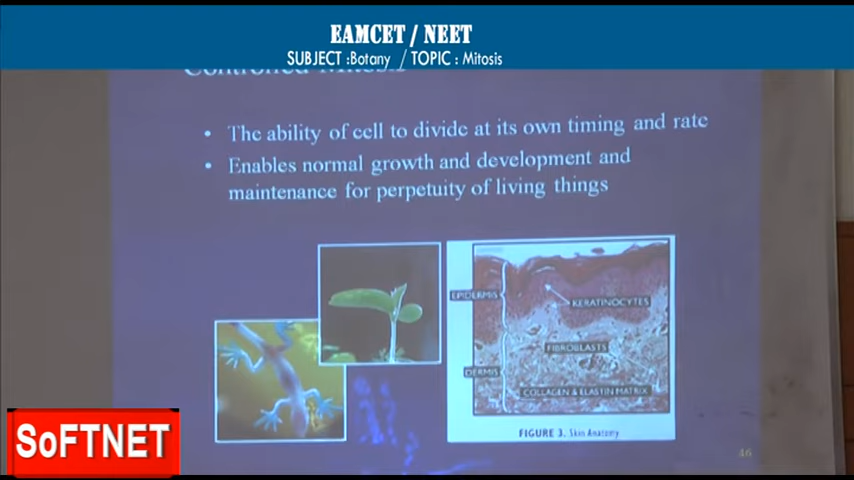 EAMCET / NEET
SUBJECT :Botany / TOPIC : Mitosis
Controlled Mitosis
• The ability of cell to divide at its own timing and rate
• Enables normal growth and development and
maintenance for perpetuity of living things
EPIDERMIS
KERATINOCYTES
FIBROBLASTS
DERMIS
COLLAGEN & ELASTIN MATRIX
FIGURE 3. Skin Anatomy
SoFTNET
46